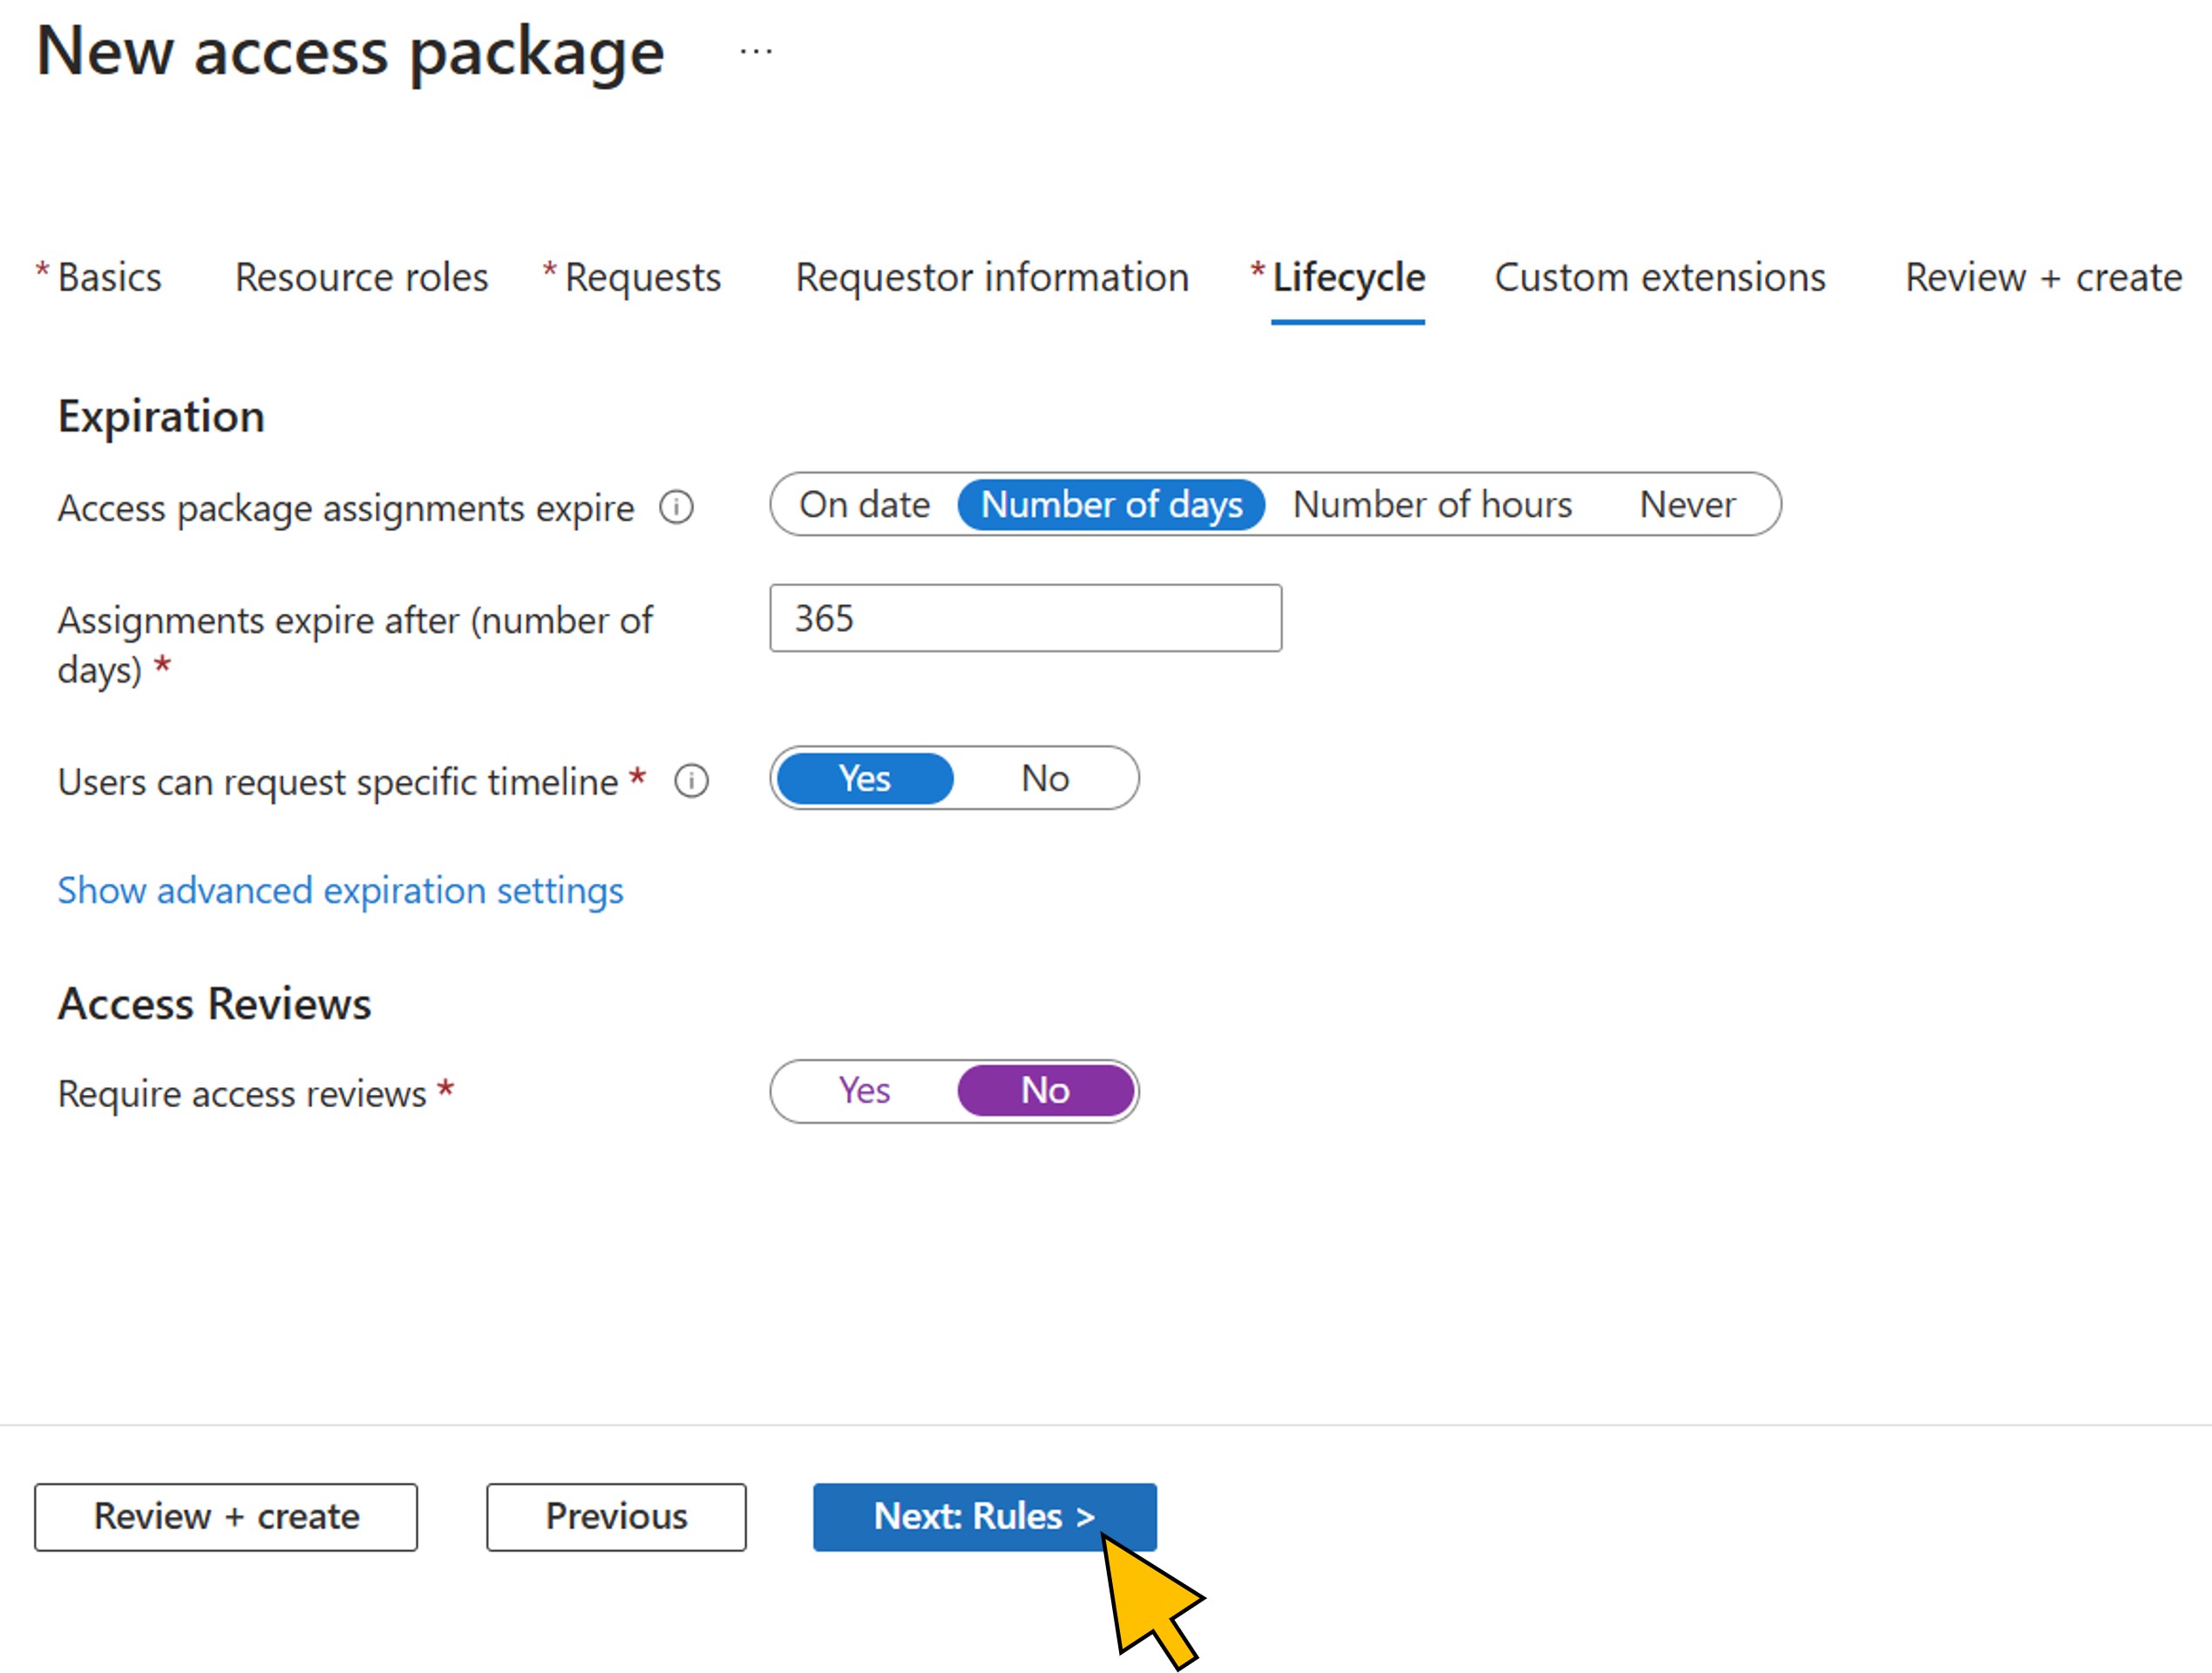 New access package ...
* Basics Resource roles * Requests Requestor information * Lifecycle Custom extensions Review + create
Expiration
Access package assignments expire On date Number of days Number of hours Never
Assignments expire after (number of
days) * 365
Users can request specific timeline * Yes No
Show advanced expiration settings
Access Reviews
Require access reviews * Yes No
Review + create Previous Next: Rules >